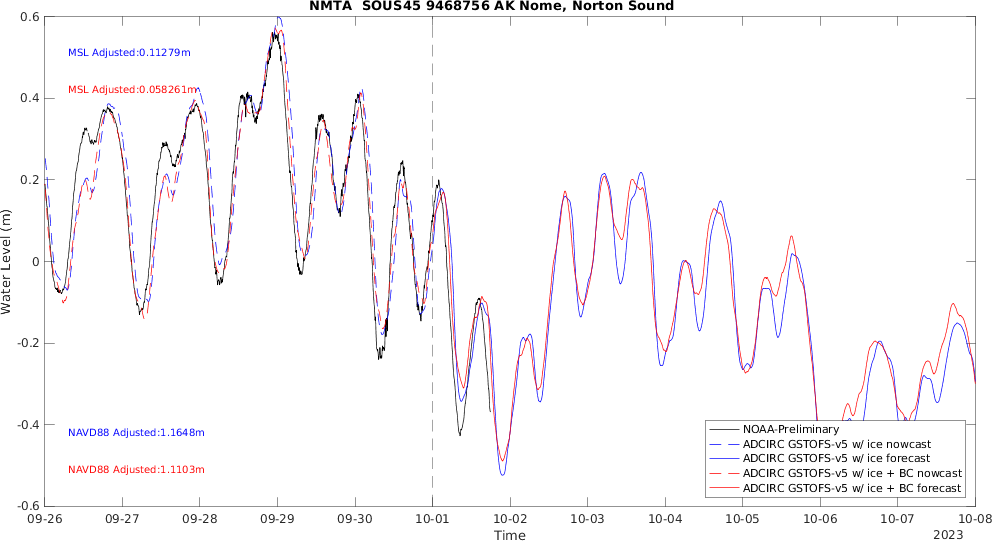 NMTA  SOUS45 9468756 AK Nome, Norton Sound
MSL Adjusted:0.11279m
MSL Adjusted:0.058261m
NAVD88 Adjusted:1.1648m
NAVD88 Adjusted:1.1103m
Water Level (m)
0.6
0.4
0.2
0
-0.2
-0.4
-0.6
NOAA-Preliminary
ADCIRC GSTOFS-v5 w/ ice nowcast
ADCIRC GSTOFS-v5 w/ ice forecast
ADCIRC GSTOFS-v5 w/ ice + BC nowcast
ADCIRC GSTOFS-v5 w/ ice + BC forecast
09-26 09-27 09-28 09-29 09-30 10-01 10-02 10-03 10-04 10-05 10-06 10-07 10-08
Time
2023